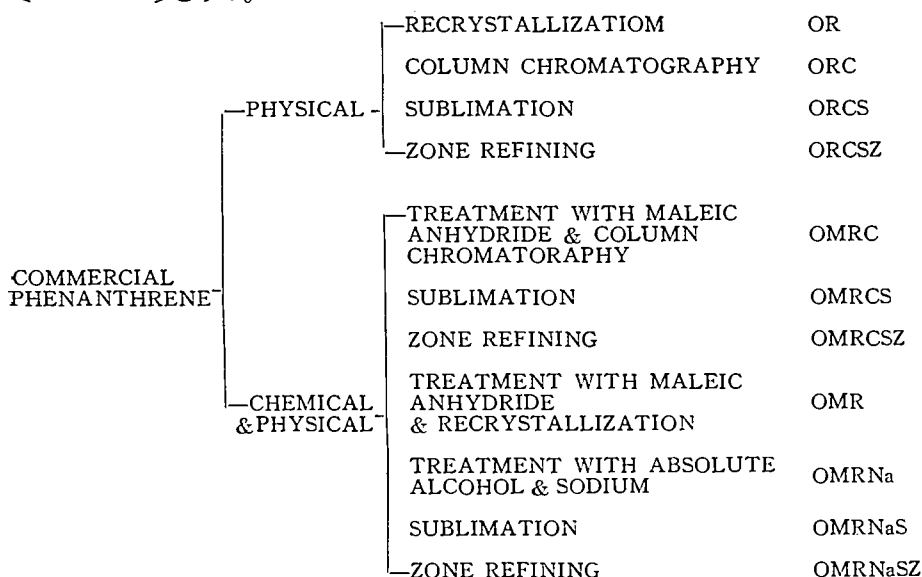 RECRYSTALLIZATIOM OR
COLUMN CHROMATOGRAPHY ORC
PHYSICAL SUBLIMATION ORCS
ZONE REFINING ORCSZ
TREATMENT WITH MALEIC
ANHYDRIDE & COLUMN OMRC
CHROMATORAPHY
COMMERCIAL
PHENANTHRENE
SUBLIMATION OMRCS
ZONE REFINING OMRCSZ
TREATMENT WITH MALEIC
CHEMICAL ANHYDRIDE OMR
&PHYSICAL & RECRYSTALLIZATION
TREATMENT WITH ABSOLUTE
ALCOHOL & SODIUM OMRNa
SUBLIMATION OMRNaS
ZONE REFINING OMRNaSZ